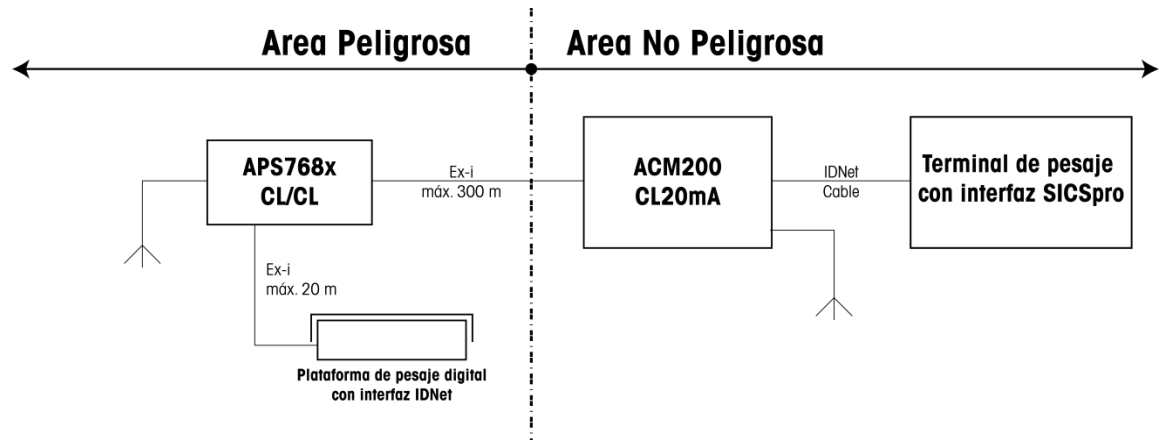 Area Peligrosa
Area No Peligrosa
APS768x
CL/CL
Ex-i
máx. 300 m
ACM200
CL20mA
IDNet
Cable
Terminal de pesaje
con interfaz SICSpro
Ex-i
máx. 20 m
Plataforma de pesaje digital
con interfaz IDNet